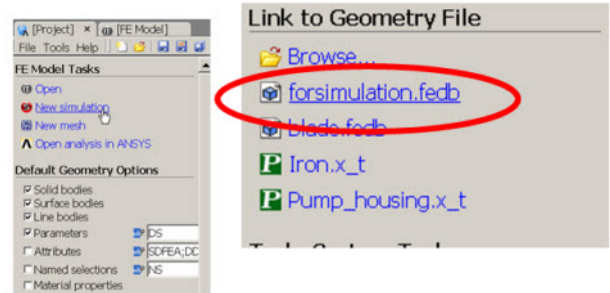 [Project] × [FE Model]
File Tools Help
FE Model Tasks
Open
New simulation
New mesh
Open analysis in ANSYS
Default Geometry Options
Solid bodies
Surface bodies
Line bodies
Parameters DS
Attributes SDFEA;DD
Named selections NS
Material properties
Link to Geometry File
Browse...
forsimulation.fedb
blade.fedb
Iron.x_t
Pump_housing.x_t